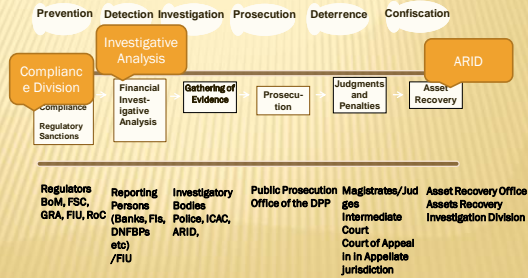 Prevention Detection Investigation Prosecution Deterrence Confiscation
Investigative
Analysis
ARID
Complianc
e Division
Compliance
Regulatory
Sanctions
Financial
Invest-
igative
Analysis
Gathering of
Evidence
Prosecu-
tion
Judgments
and
Penalties
Asset
Recovery
Regulators
BoM, FSC,
GRA, FIU, RoC
Reporting
Persons
(Banks, FIs,
DNFBPs
etc)
/FIU
Investigatory
Bodies
Police, ICAC,
ARID,
Public Prosecution
Office of the DPP
Magistrates/Jud
ges
Intermediate
Court
Court of Appeal
in in Appellate
jurisdiction
Asset Recovery Office
Assets Recovery
Investigation Division